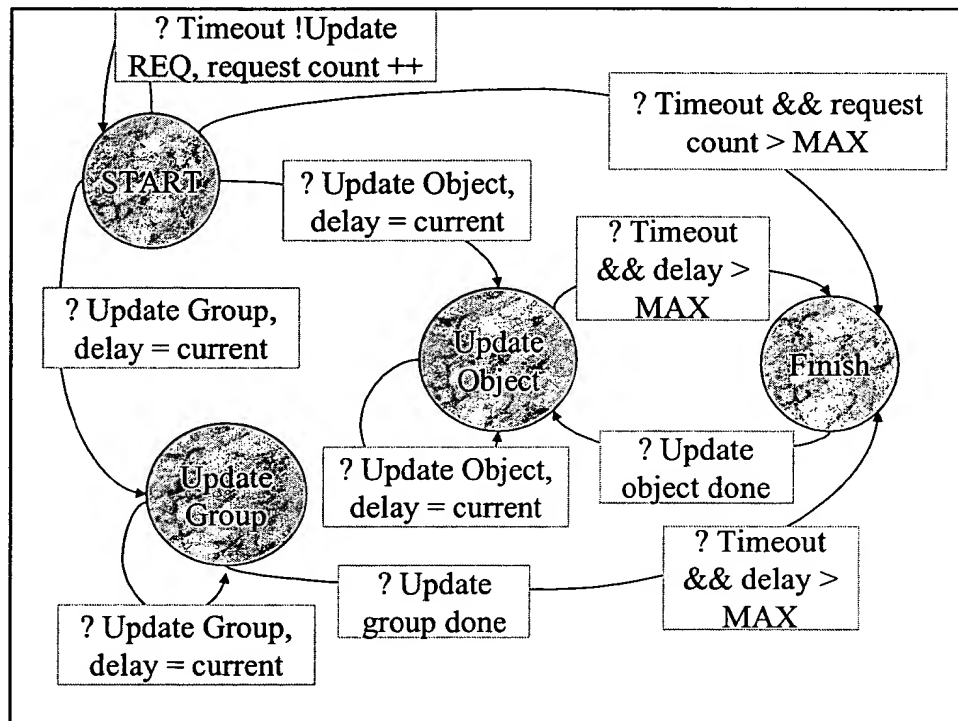 ? Timeout !Update
REQ, request count ++
? Timeout && request
count > MAX
START
? Update Object,
delay = current
? Timeout
&& delay >
MAX
? Update Group,
delay = current
Update
Object
Finish
? Update Object,
delay = current
? Update
object done
Update
Group
? Timeout
&& delay >
MAX
? Update
group done
? Update Group,
delay = current